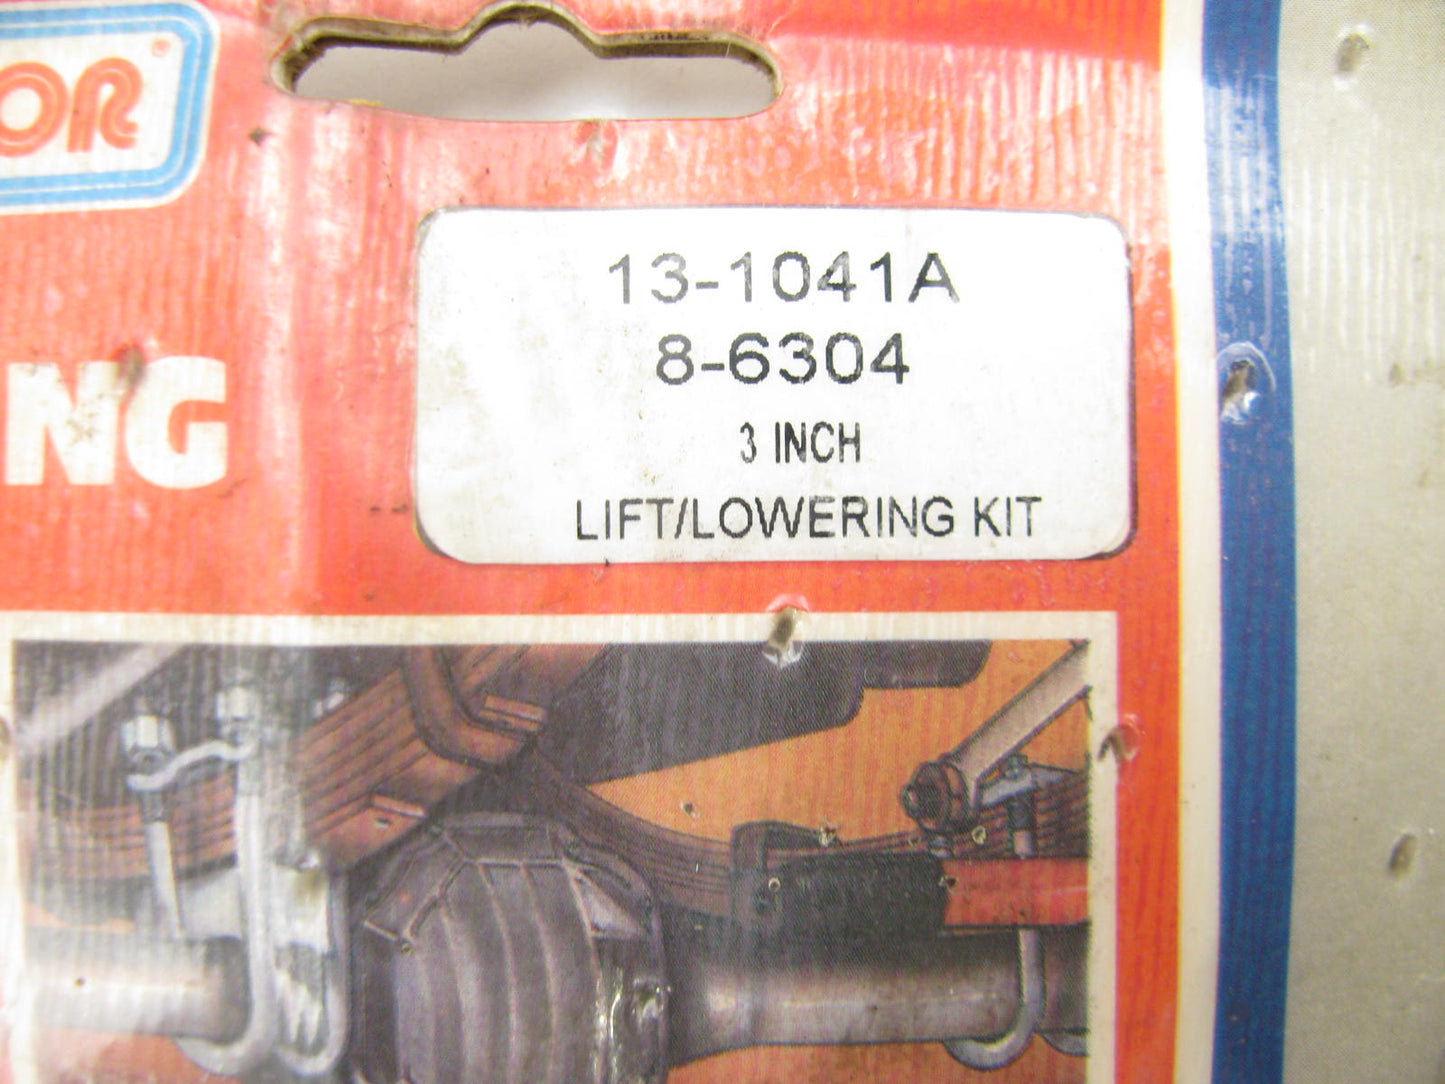 OR®
NG
13-1041A
8-6304
3 INCH
LIFT/LOWERING KIT